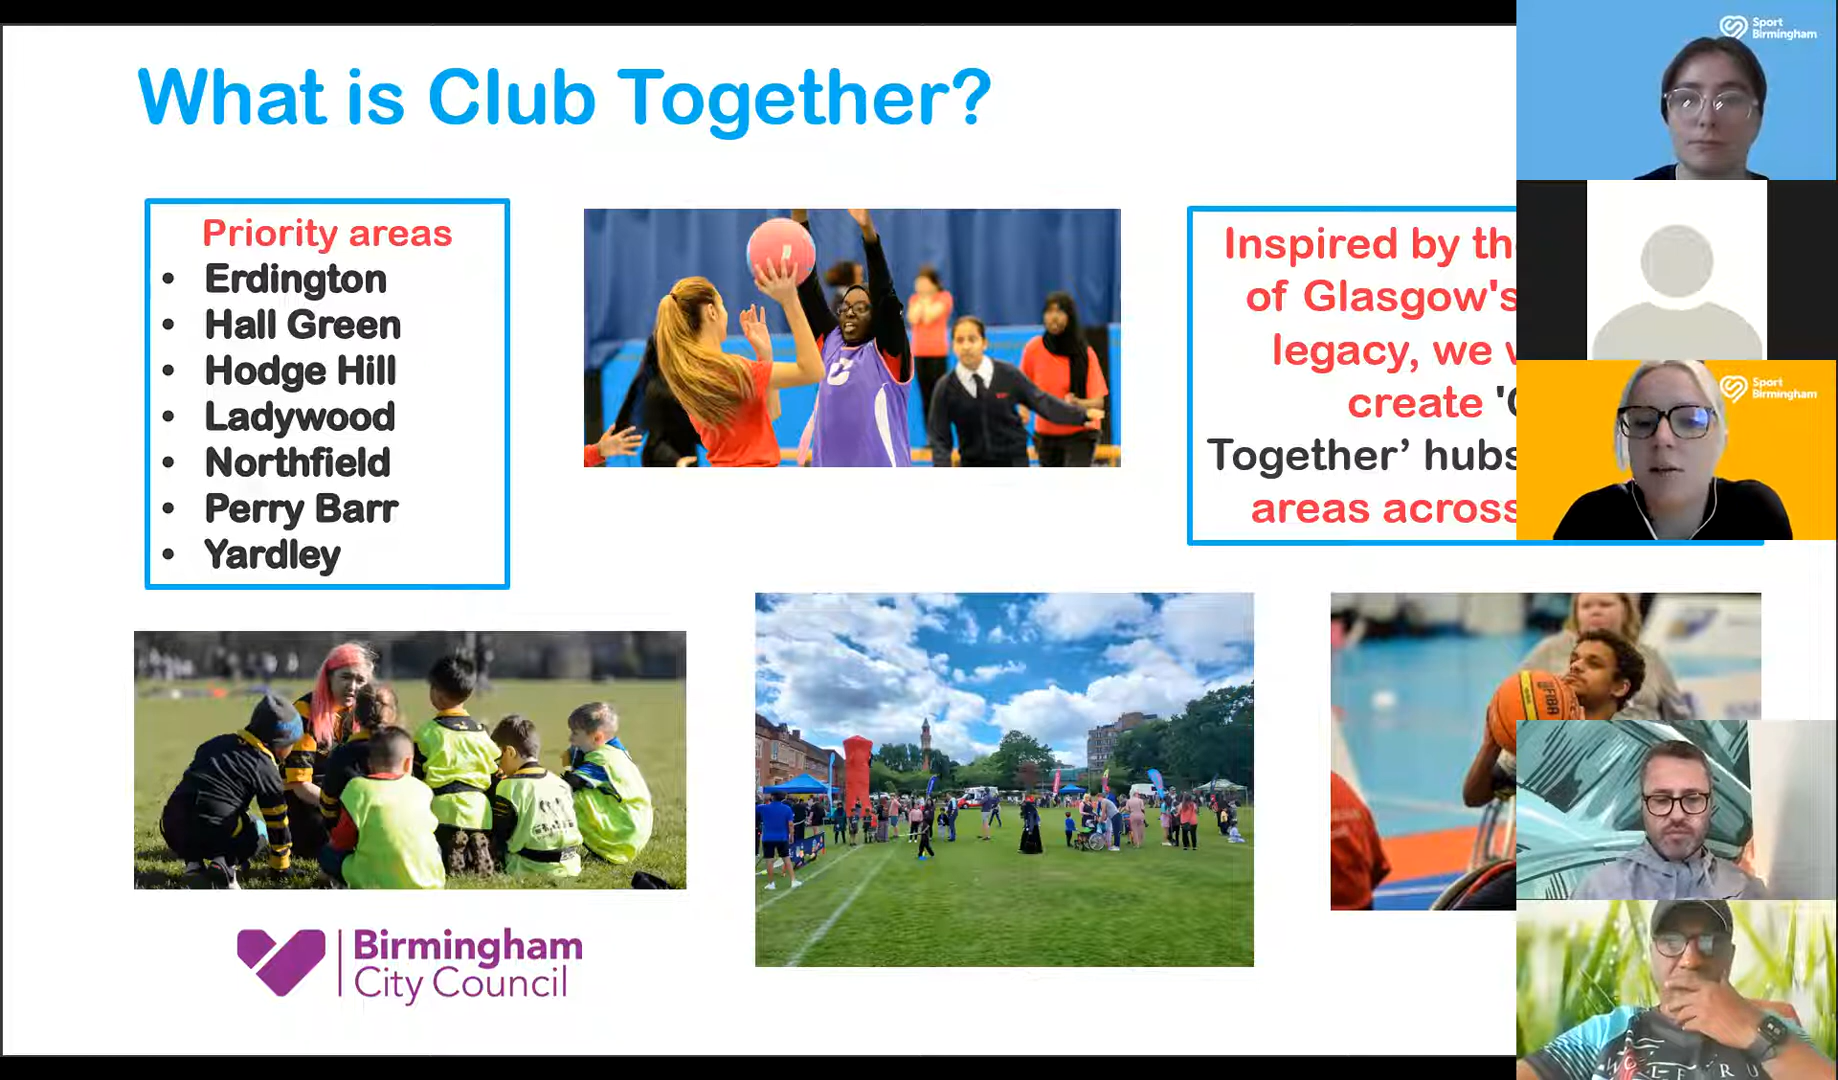 What is Club Together?
Priority areas
• Erdington
• Hall Green
• Hodge Hill
• Ladywood
• Northfield
• Perry Barr
• Yardley
Inspired by
of Glasgow's
legacy, we
create
Together’ hubs
areas across
Birmingham
City Council
Sport
Birmingham
Sport
Birmingham